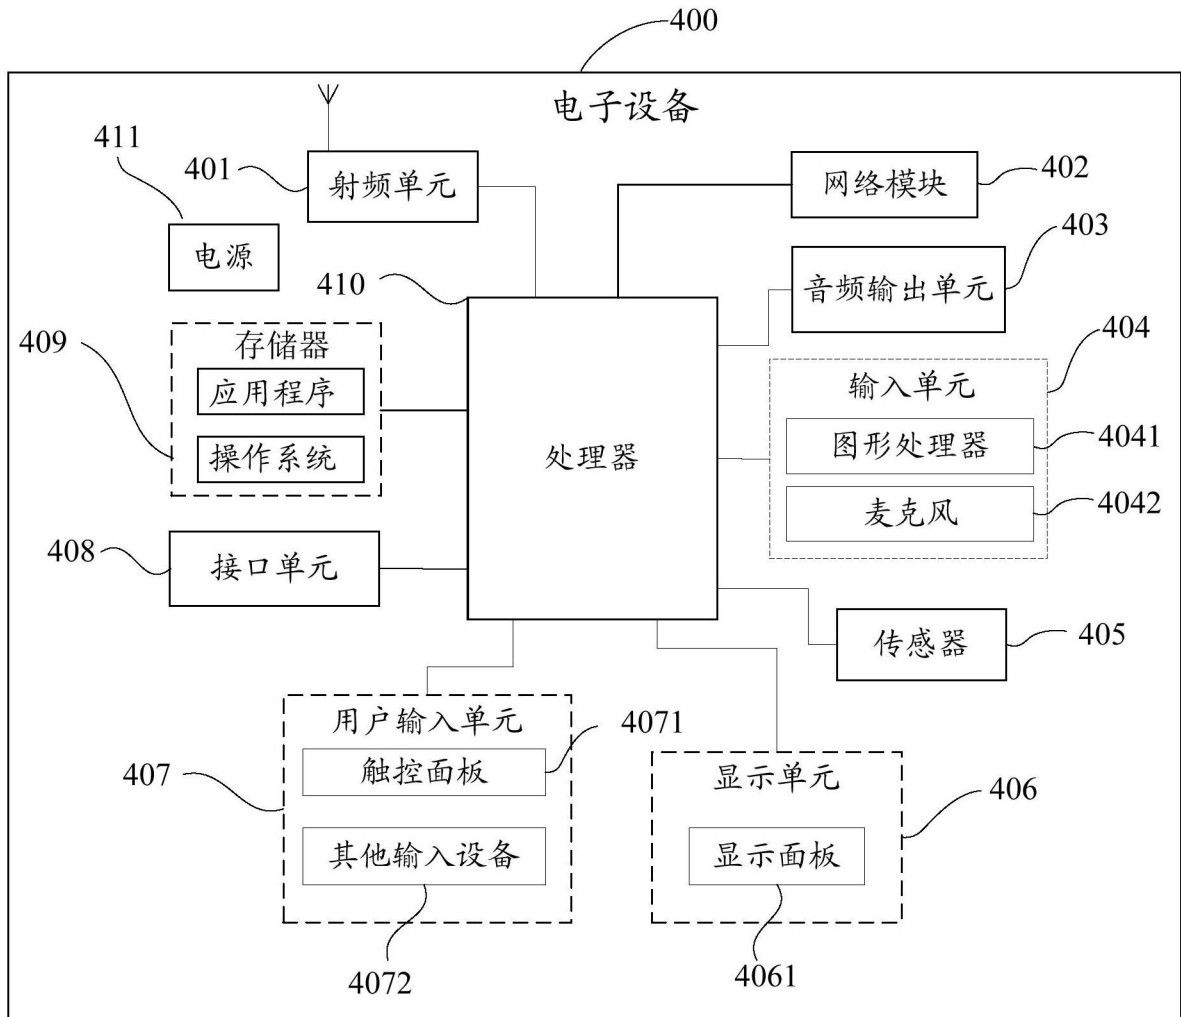 400
电子设备
411
401
射频单元
网络模块
402
电源
403
410
音频输出单元
409
存储器
应用程序
操作系统
404
输入单元
图形处理器
4041
麦克风
4042
处理器
408
接口单元
传感器
405
用户输入单元
4071
触控面板
407
其他输入设备
4072
显示单元
406
显示面板
4061